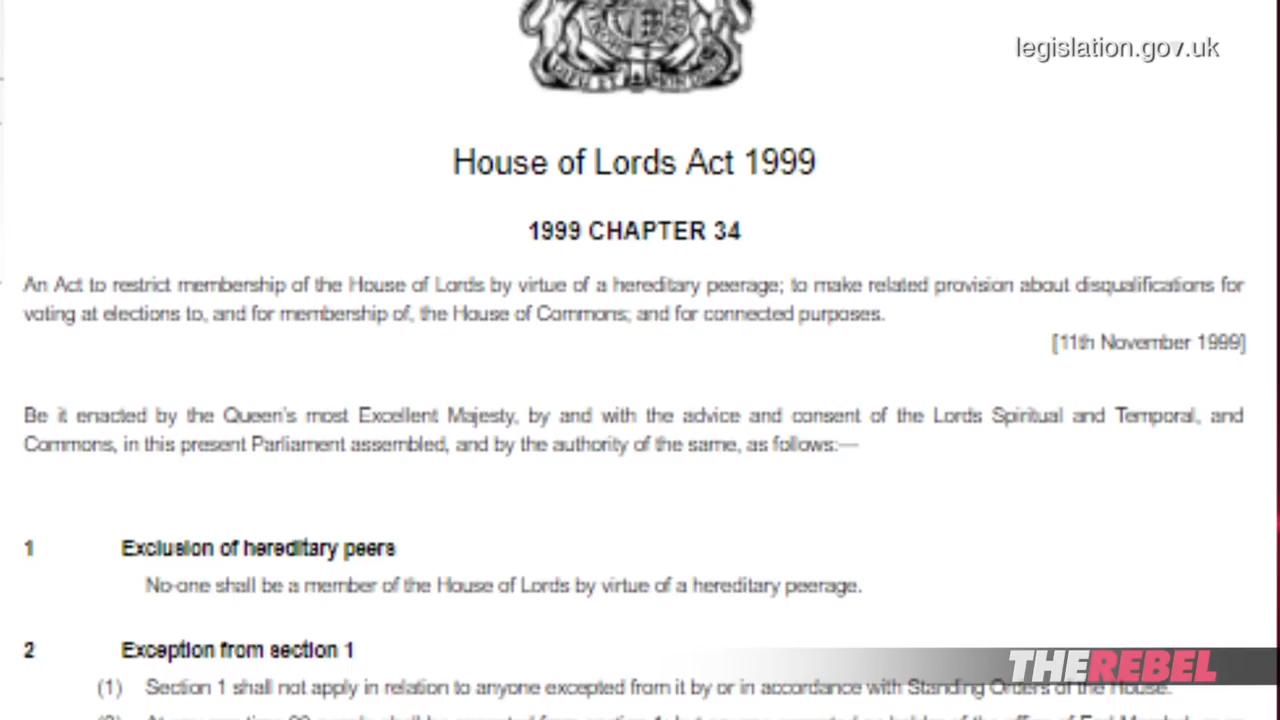 legislation.gov.uk
House of Lords Act 1999
1999 CHAPTER 34
An Act to restrict membership of the House of Lords by virtue of a hereditary peerage; to make related provision about disqualifications for
voting at elections to, and for membership of, the House of Commons; and for connected purposes.
[11th November 1999]
Be it enacted by the Queen's most Excellent Majesty, by and with the advice and consent of the Lords Spiritual and Temporal, and
Commons, in this present Parliament assembled, and by the authority of the same, as follows:—
1 Exclusion of hereditary peers
No-one shall be a member of the House of Lords by virtue of a hereditary peerage.
2 Exception from section 1
THE REBEL
(1) Section 1 shall not apply in relation to anyone excepted from it by or in accordance with Standing Orders of the House.